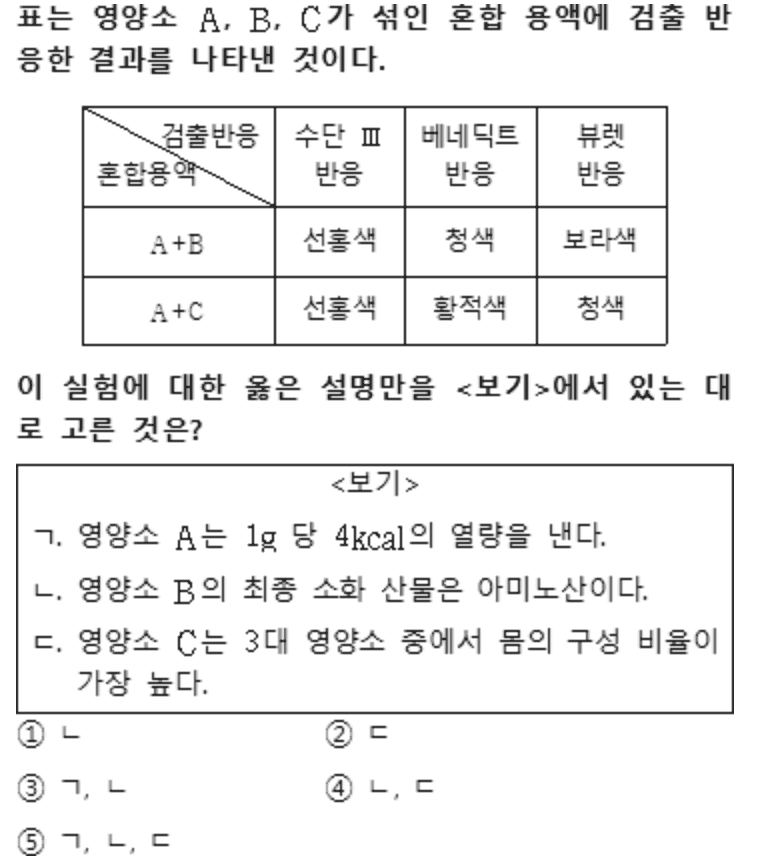 표는 영양소 A, B, C가 섞인 혼합 용액에 검출 반
응한 결과를 나타낸 것이다.
검출반응 수단 Ⅲ 베네딕트 뷰렛
혼합용액 반응 반응 반응
A+B 선홍색 청색 보라색
A+C 선홍색 황적색 청색
이 실험에 대한 옳은 설명만을 <보기>에서 있는 대
로 고른 것은?
<보기>
ㄱ. 영양소 A는 1g 당 4kcal의 열량을 낸다.
ㄴ. 영양소 B의 최종 소화 산물은 아미노산이다.
ㄷ. 영양소 C는 3대 영양소 중에서 몸의 구성 비율이
가장 높다.
① ㄴ ② ㄷ
③ ㄱ, ㄴ ④ ㄴ, ㄷ
⑤ ㄱ, ㄴ, ㄷ